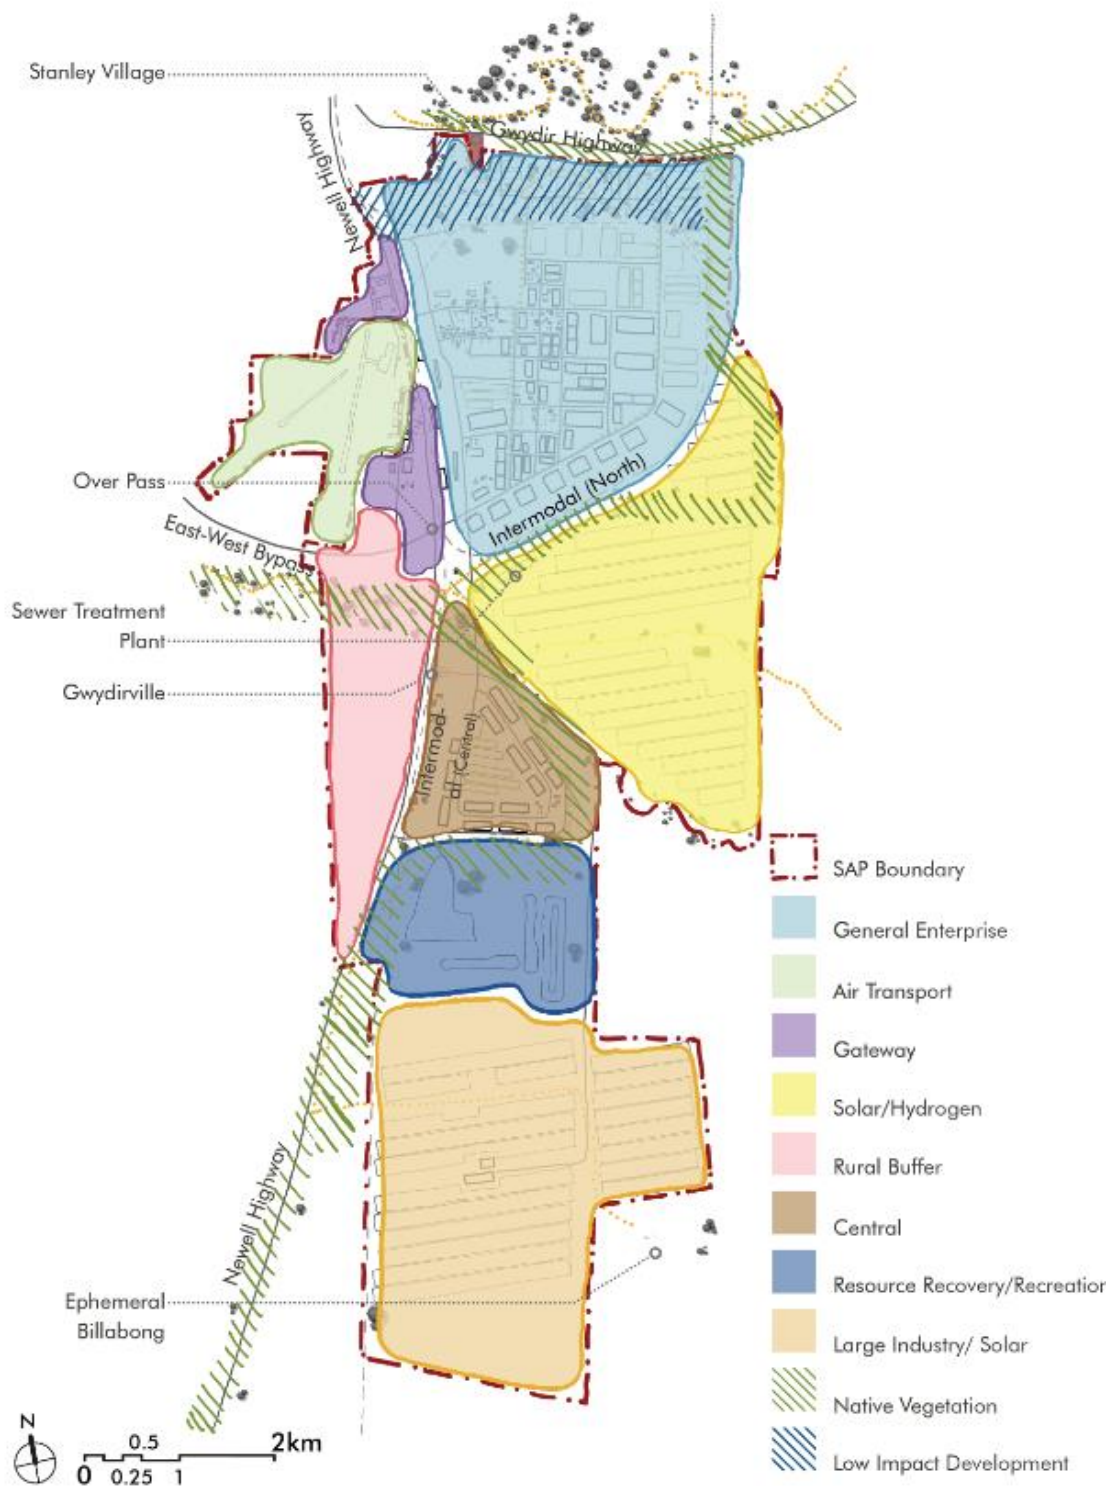 Stanley Village
Gwydir Highway
Newell Highway
Over Pass
Intermodal (North)
East-West Bypass
Sewer Treatment
Plant
Gwydirville
Intermod-
al (Central)
SAP Boundary
General Enterprise
Air Transport
Gateway
Solar/Hydrogen
Rural Buffer
Central
Resource Recovery/Recreation
Large Industry/ Solar
Native Vegetation
Low Impact Development
Newell Highway
Ephemeral
Billabong
N
0.5
2km
0 0.25 1